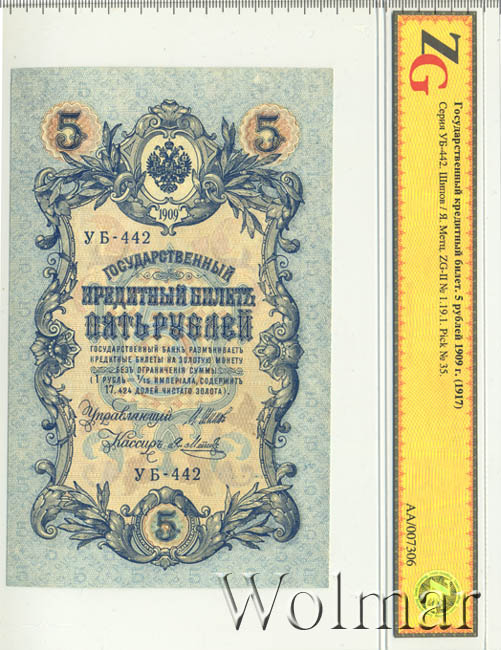 5 5
1909
УБ-442
ГОСУДАРСТВЕННЫЙ
КРЕДИТНЫЙ БИЛЕТЪ
ПЯТЬ РУБЛЕЙ
ГОСУДАРСТВЕННЫЙ БАНКЪ РАЗМѢНИВАЕТЪ
КРЕДИТНЫЕ БИЛЕТЫ НА ЗОЛОТУЮ МОНЕТУ
БЕЗЪ ОГРАНИЧЕНІЯ СУММЫ
(1 РУБЛЬ = 1/15 ИМПЕРІАЛА, СОДЕРЖИТЪ
17,424 ДОЛЕЙ ЧИСТАГО ЗОЛОТА).
Управляющій
Кассиръ
УБ-442
5
ZG
Государственный кредитный билет. 5 рублей 1909 г. (1917)
Серия УБ-442. Шипов / Я. Метц. ZG-II № 1.19.1. Pick № 35.
АА/007306
Wolmar